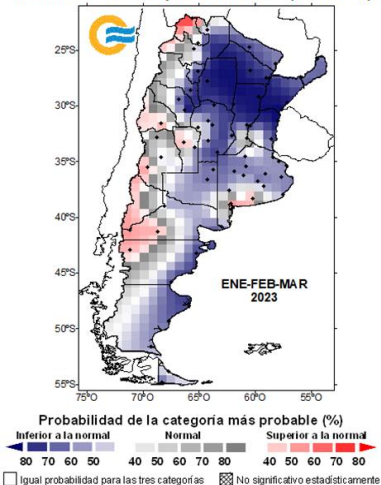 25°S
30°S
35°S
40°S
45°S
50°S
55°S
ENE-FEB-MAR
2023
75°O 70°O 65°O 60°O 55°O
Probabilidad de la categoría más probable (%)
Inferior a la normal Normal Superior a la normal
80 70 60 50 40 50 60 70 80 40 50 60 70 80
Igual probabilidad para las tres categorías No significativo estadísticamente